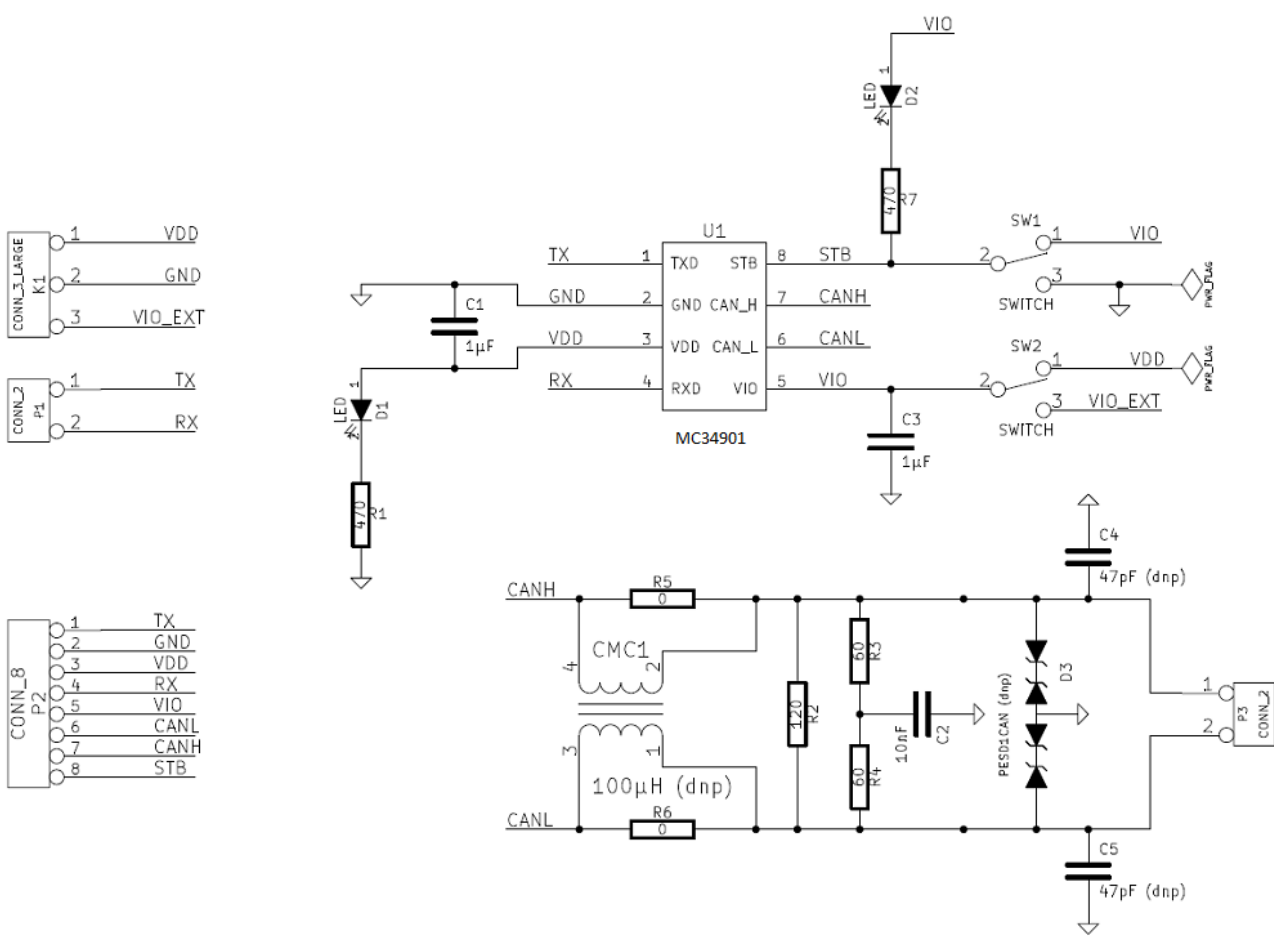 VIO
1
LED
D2
2
470
R7
CONN_3_LARGE
K1
1 VDD
2 GND
3 VIO_EXT
CONN_2
P1
1 TX
2 RX
U1
TX 1 TXD STB 8 STB
GND 2 GND CAN_H 7 CANH
VDD 3 VDD CAN_L 6 CANL
RX 4 RXD VIO 5 VIO
MC34901
C1
1µF
1
LED
D1
2
470
R1
SW1
2
1 VIO
3
SWITCH
PWR_FLAG
SW2
2
1 VDD
3 VIO_EXT
SWITCH
PWR_FLAG
C3
1µF
CONN_8
P2
1 TX
2 GND
3 VDD
4 RX
5 VIO
6 CANL
7 CANH
8 STB
CANH
R5
0
CMC1
4 2
3 1
100µH (dnp)
CANL
R6
0
120
R2
60
R3
60
R4
10nF
C2
PESD1CAN (dnp)
D3
C4
47pF (dnp)
C5
47pF (dnp)
1
2
P3
CONN_2